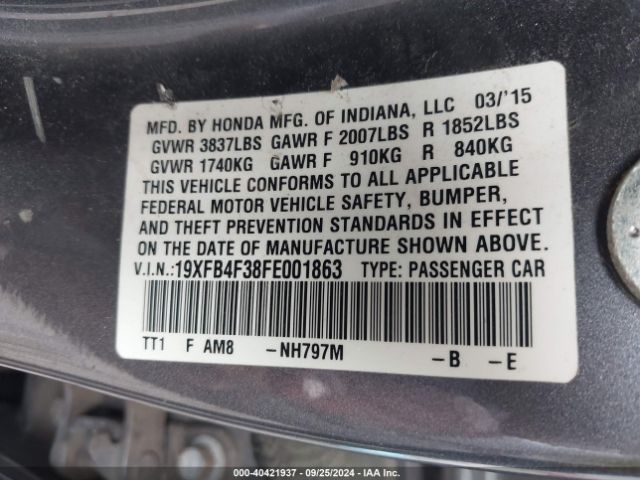 MFD. BY HONDA MFG. OF INDIANA, LLC 03/'15
GVWR 3837LBS GAWR F 2007LBS R 1852LBS
GVWR 1740KG GAWR F 910KG R 840KG
THIS VEHICLE CONFORMS TO ALL APPLICABLE
FEDERAL MOTOR VEHICLE SAFETY, BUMPER,
AND THEFT PREVENTION STANDARDS IN EFFECT
ON THE DATE OF MANUFACTURE SHOWN ABOVE.
V.I.N.:19XFB4F38FE001863 TYPE: PASSENGER CAR
TT1 F AM8 -NH797M -B -E
000-40421937 - 09/25/2024 - IAA Inc.